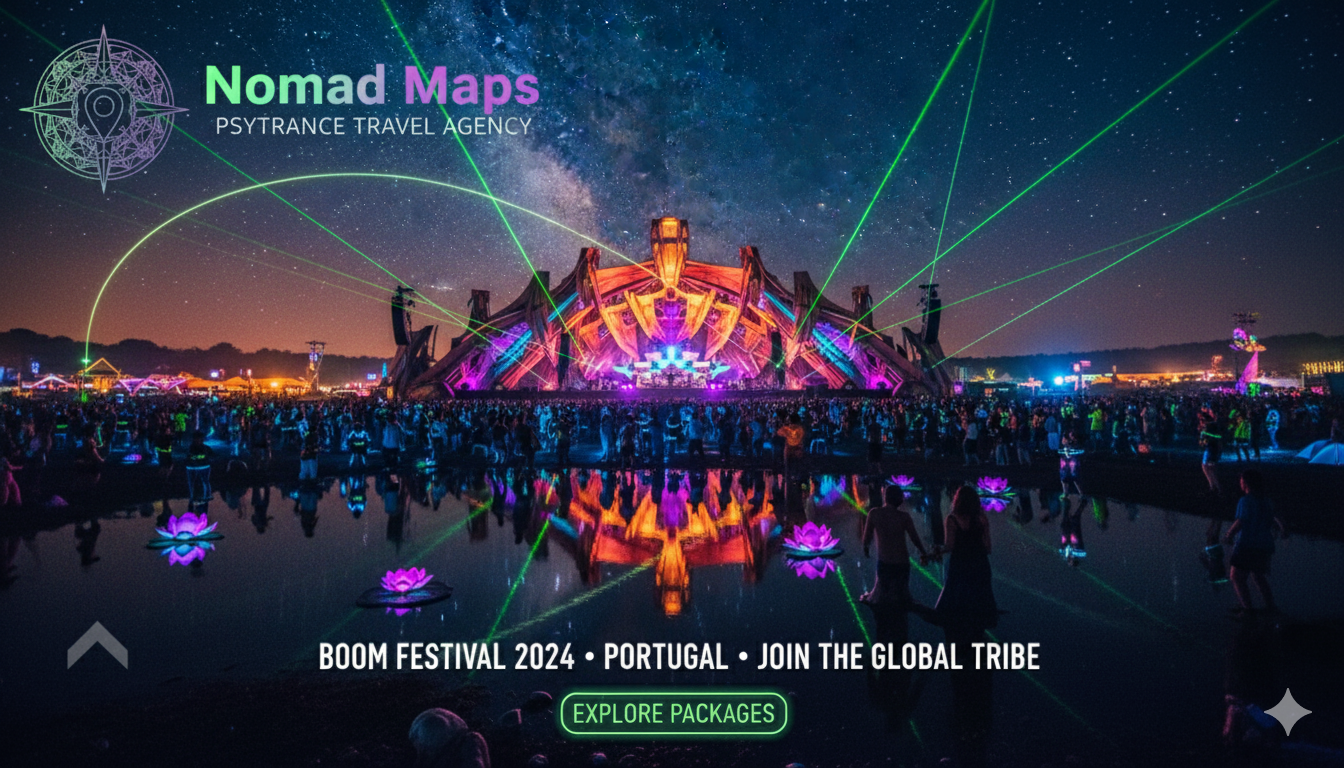 Nomad Maps
PSYTRANCE TRAVEL AGENCY
BOOM FESTIVAL 2024 • PORTUGAL • JOIN THE GLOBAL TRIBE
EXPLORE PACKAGES